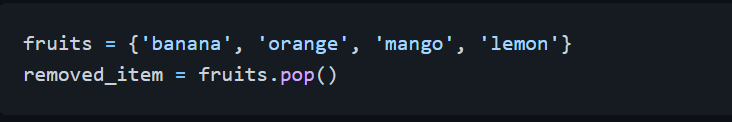 fruits = {'banana', 'orange', 'mango', 'lemon'}
removed_item = fruits.pop()